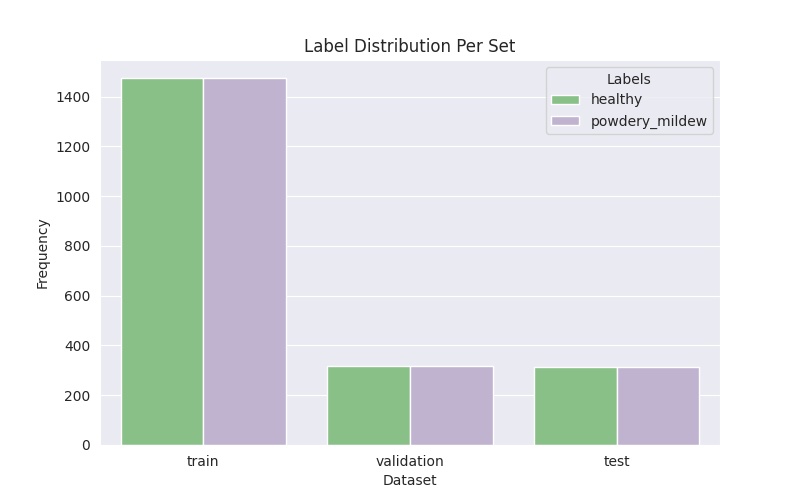 Label Distribution Per Set
Labels
healthy
powdery_mildew
1400
1200
1000
800
600
400
200
0
Frequency
train validation test
Dataset